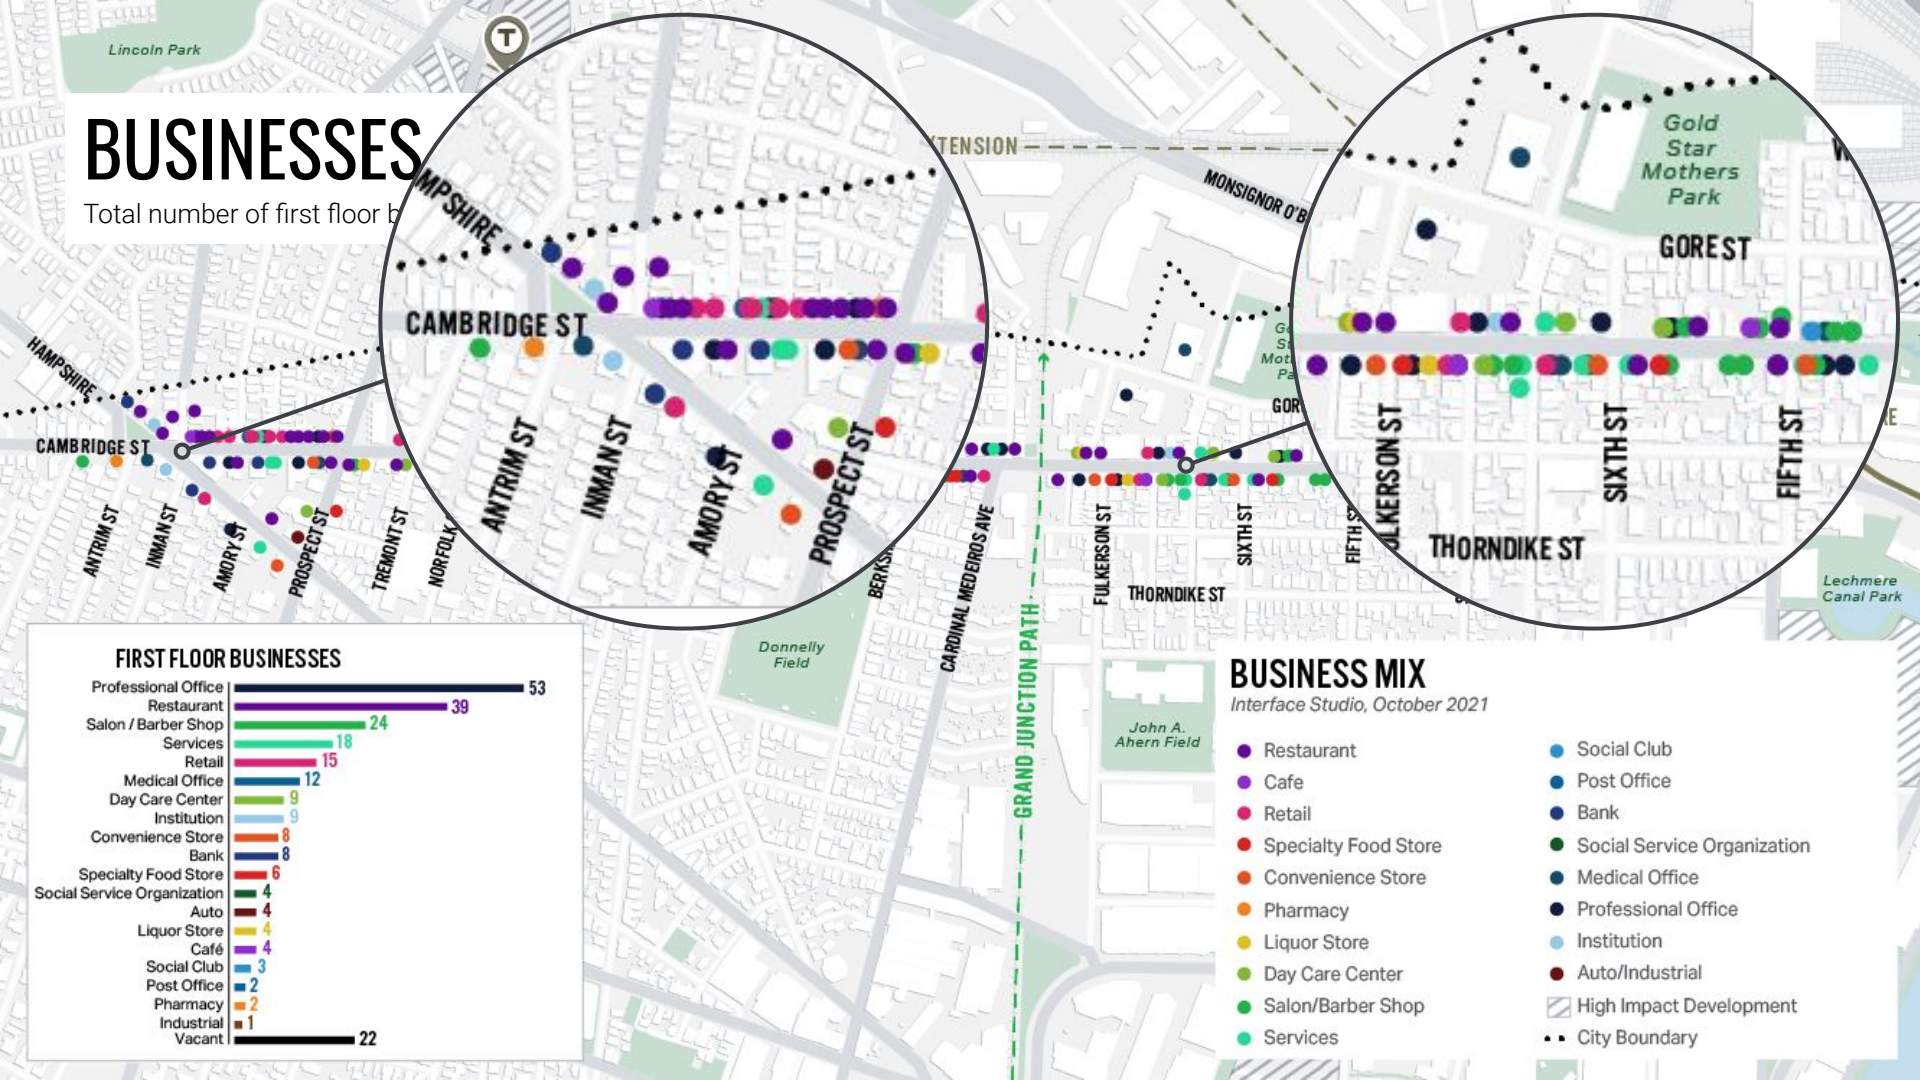 Lincoln Park
T
BUSINESSES
Total number of first floor b
TENSION
MONSIGNOR O'B
HAMPSHIRE
CAMBRIDGE ST
ANTRIM ST
INMAN ST
AMORY ST
PROSPECT ST
TREMONT ST
NORFOLK
MPSHIRE
CAMBRIDGE ST
ANTRIM ST
INMAN ST
AMORY ST
PROSPECT ST
BERKS
CARDINAL MEDEIROS AVE
GRAND JUNCTION PATH
FULKERSON ST
SIXTH ST
FIFTH ST
THORNDIKE ST
GOR
Gold
Star
Mothers
Park
GORE ST
ULKERSON ST
SIXTH ST
FIFTH ST
THORNDIKE ST
W
RE
Lechmere
Canal Park
Donnelly
Field
John A.
Ahern Field
FIRST FLOOR BUSINESSES
Professional Office 53
Restaurant 39
Salon / Barber Shop 24
Services 18
Retail 15
Medical Office 12
Day Care Center 9
Institution 9
Convenience Store 8
Bank 8
Specialty Food Store 6
Social Service Organization 4
Auto 4
Liquor Store 4
Café 4
Social Club 3
Post Office 2
Pharmacy 2
Industrial 1
Vacant 22
BUSINESS MIX
Interface Studio, October 2021
Restaurant
Cafe
Retail
Specialty Food Store
Convenience Store
Pharmacy
Liquor Store
Day Care Center
Salon/Barber Shop
Services
Social Club
Post Office
Bank
Social Service Organization
Medical Office
Professional Office
Institution
Auto/Industrial
High Impact Development
City Boundary